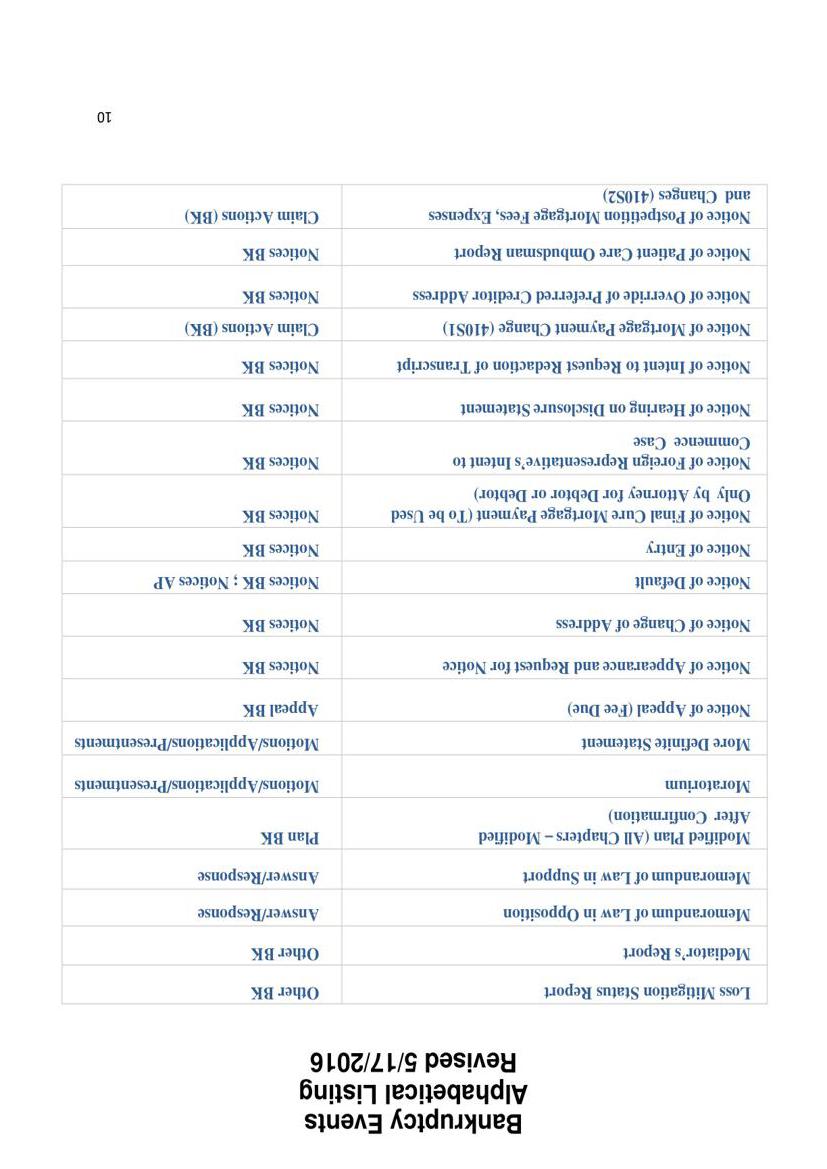 Bankruptcy Events
Alphabetical Listing
Revised 5/17/2016
Loss Mitigation Status Report Other BK
Mediator's Report Other BK
Memorandum of Law in Opposition Answer/Response
Memorandum of Law in Support Answer/Response
Modified Plan (All Chapters – Modified Plan BK
After Confirmation)
Moratorium Motions/Applications/Presentments
More Definite Statement Motions/Applications/Presentments
Notice of Appeal (Fee Due) Appeal BK
Notice of Appearance and Request for Notice Notices BK
Notice of Change of Address Notices BK
Notice of Default Notices BK ; Notices AP
Notice of Entry Notices BK
Notice of Final Cure Mortgage Payment (To be Used Notices BK
Only by Attorney for Debtor or Debtor)
Notice of Foreign Representative's Intent to Notices BK
Commence Case
Notice of Hearing on Disclosure Statement Notices BK
Notice of Intent to Request Redaction of Transcript Notices BK
Notice of Mortgage Payment Change (410S1) Claim Actions (BK)
Notice of Override of Preferred Creditor Address Notices BK
Notice of Patient Care Ombudsman Report Notices BK
Notice of Postpetition Mortgage Fees, Expenses Claim Actions (BK)
and Changes (410S2)
10